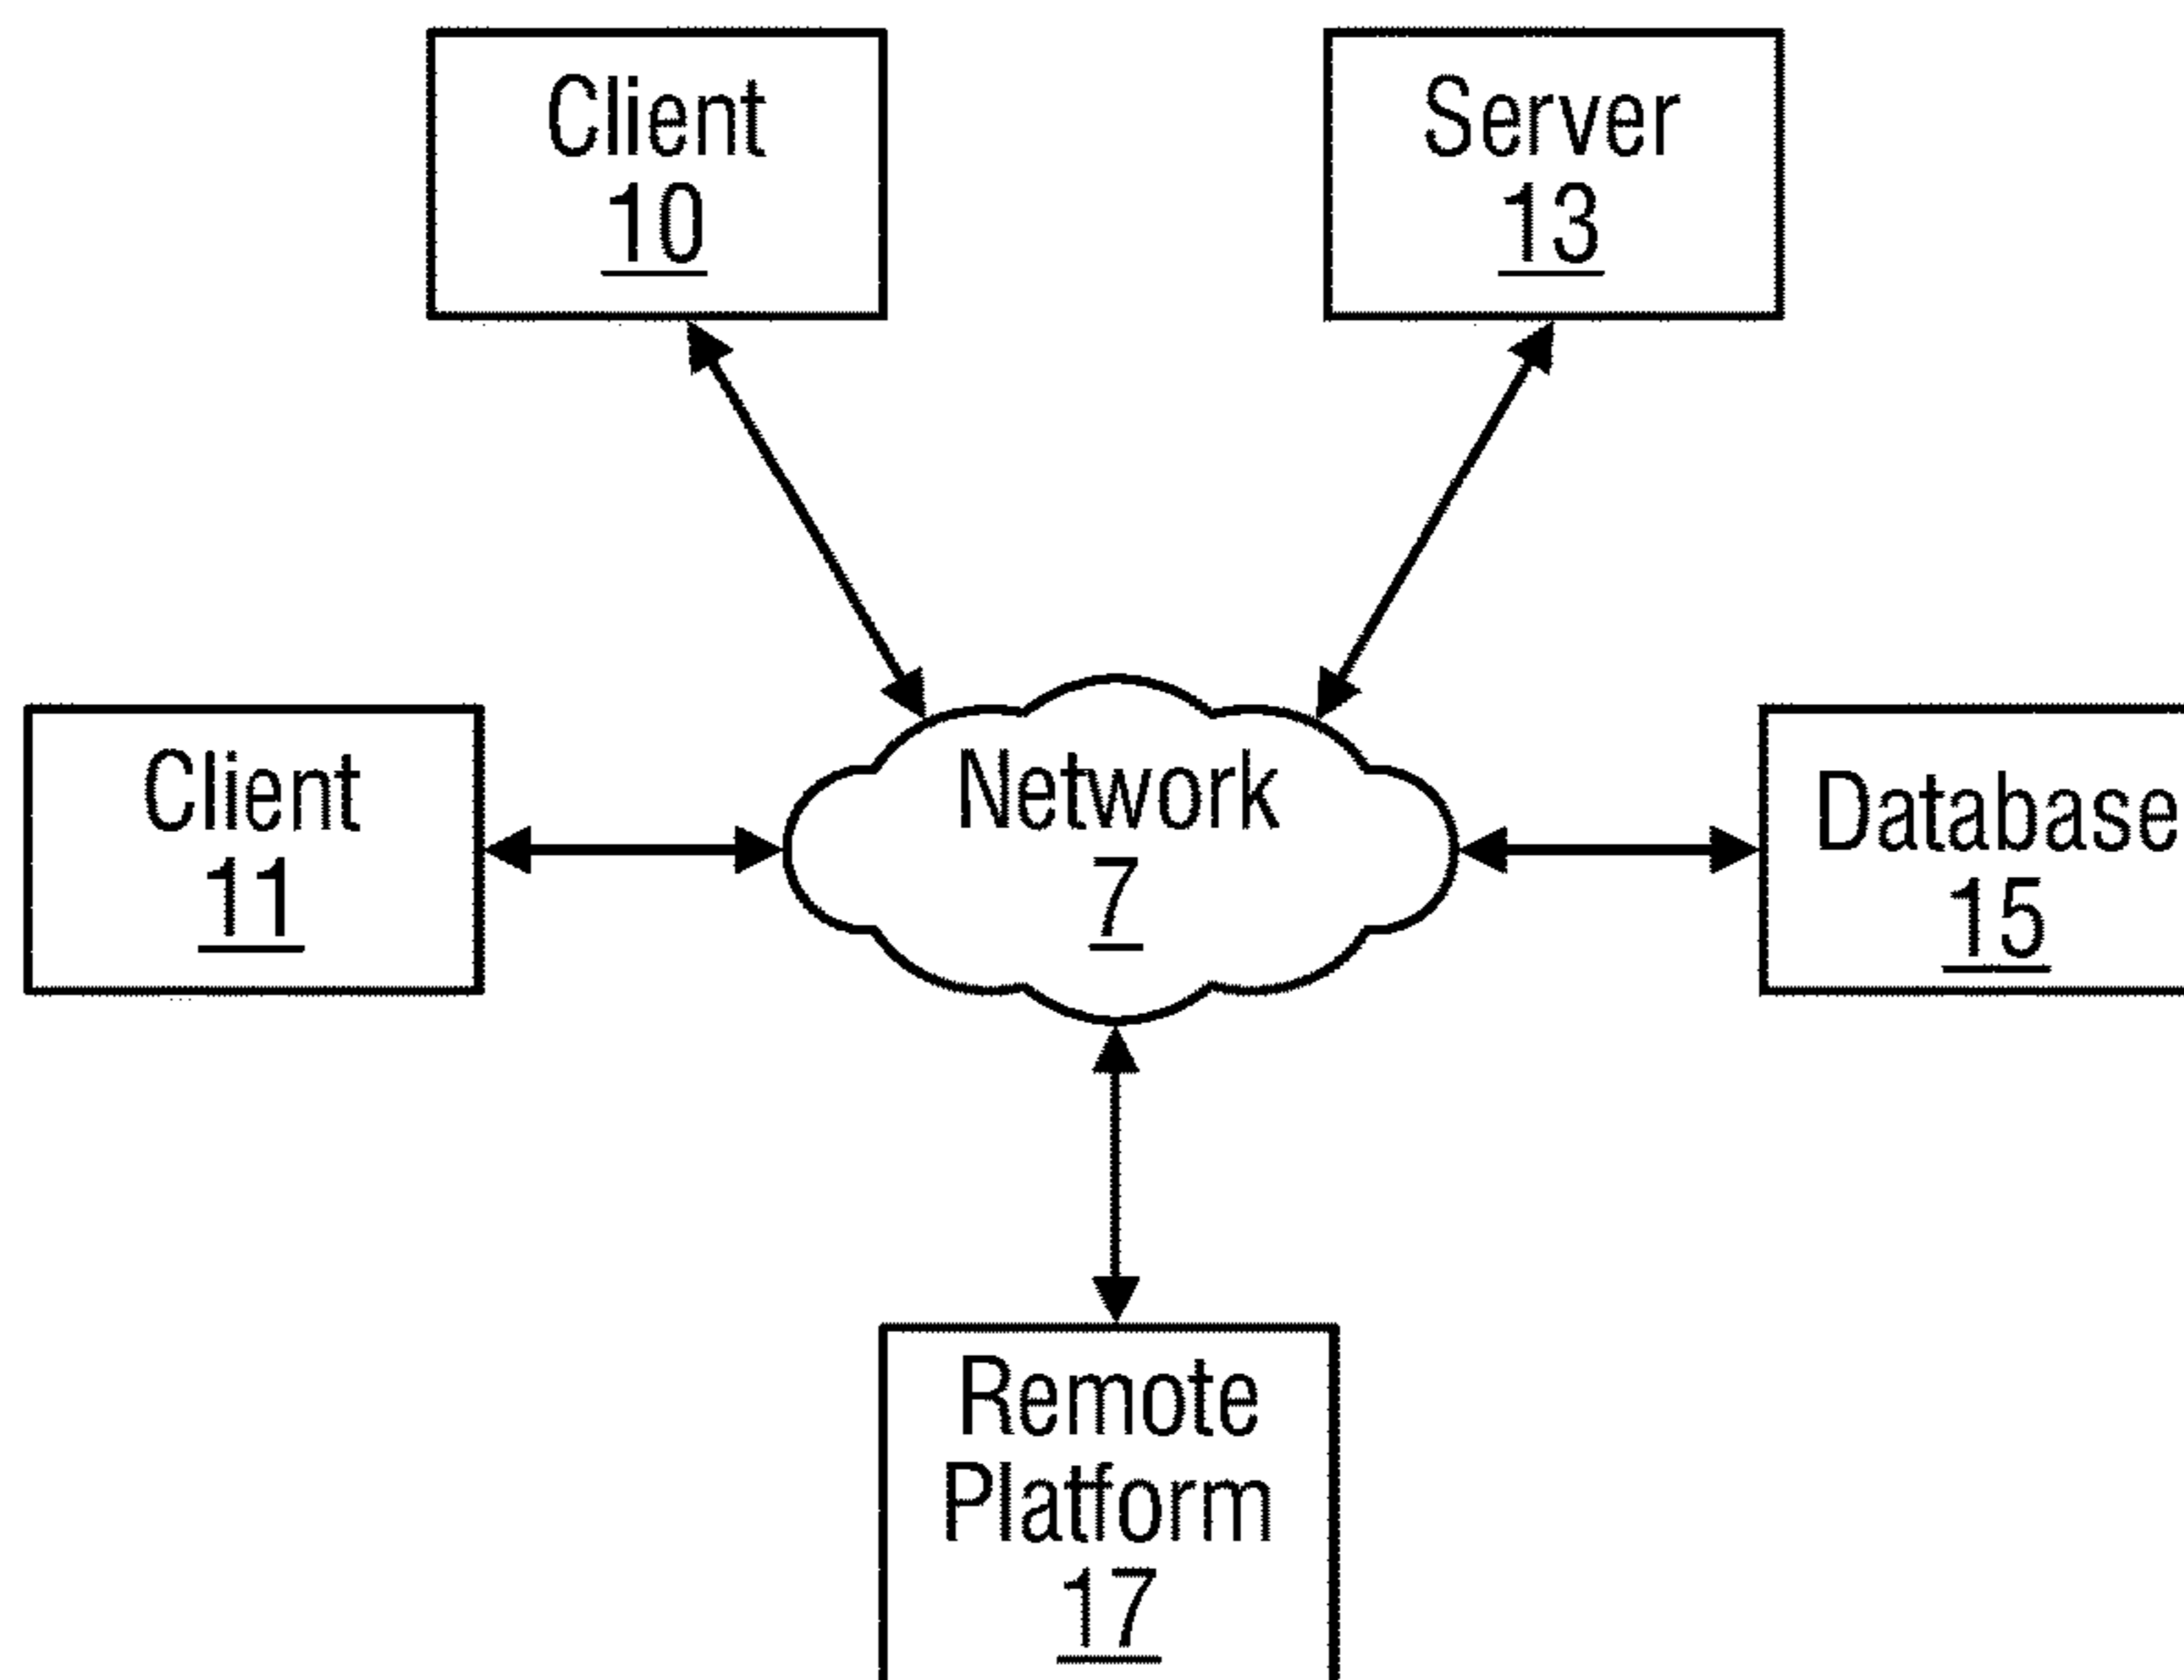 Client
10
Server
13
Client
11
Network
7
Database
15
Remote
Platform
17